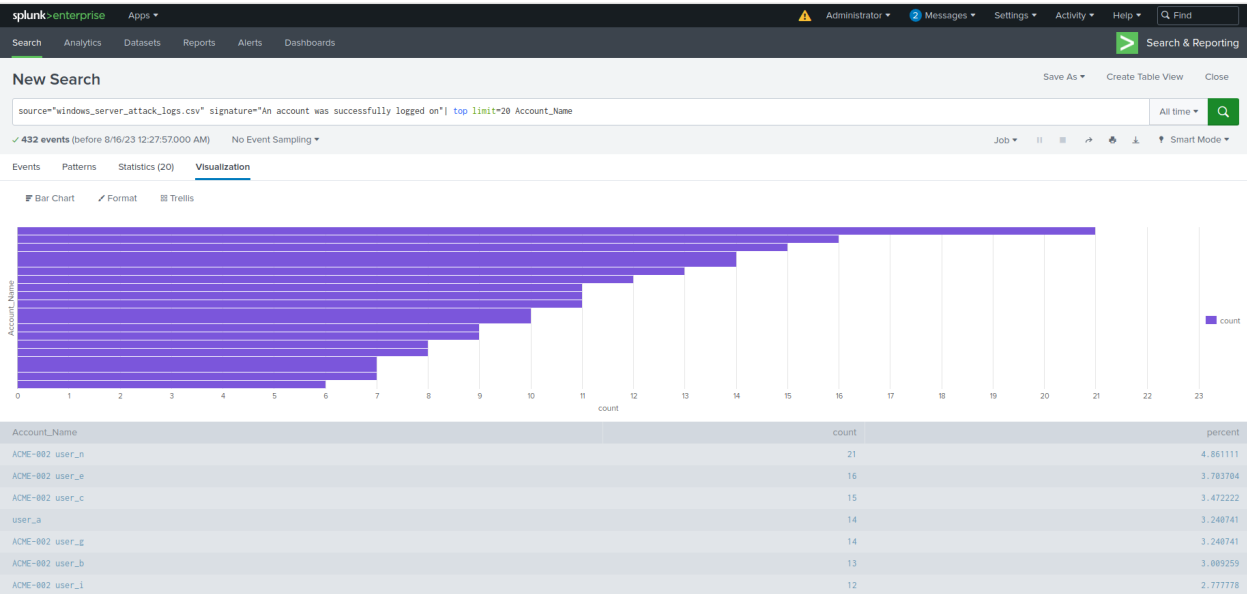 splunk>enterprise Apps Administrator 2 Messages Settings Activity Help Find
Search Analytics Datasets Reports Alerts Dashboards Search & Reporting
New Search Save As Create Table View Close
source="windows_server_attack_logs.csv" signature="An account was successfully logged on"| top limit=20 Account_Name All time
432 events (before 8/16/23 12:27:57.000 AM) No Event Sampling Job Smart Mode
Events Patterns Statistics (20) Visualization
Bar Chart Format Trellis
Account_Name
count
0 1 2 3 4 5 6 7 8 9 10 11 12 13 14 15 16 17 18 19 20 21 22 23
count
Account_Name count percent
ACME-002 user_n 21 4.861111
ACME-002 user_e 16 3.703704
ACME-002 user_c 15 3.472222
user_a 14 3.240741
ACME-002 user_g 14 3.240741
ACME-002 user_b 13 3.009259
ACME-002 user_i 12 2.777778